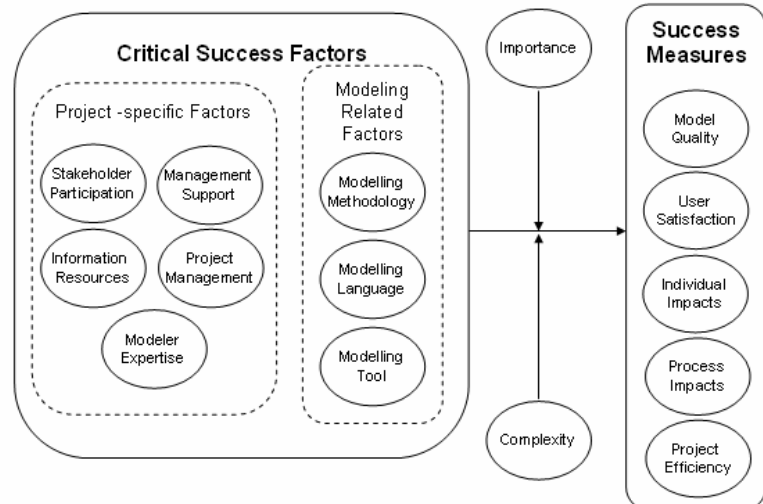 Critical Success Factors
Project -specific Factors
Stakeholder
Participation
Management
Support
Information
Resources
Project
Management
Modeler
Expertise
Modeling
Related
Factors
Modelling
Methodology
Modelling
Language
Modelling
Tool
Importance
Complexity
Success
Measures
Model
Quality
User
Satisfaction
Individual
Impacts
Process
Impacts
Project
Efficiency